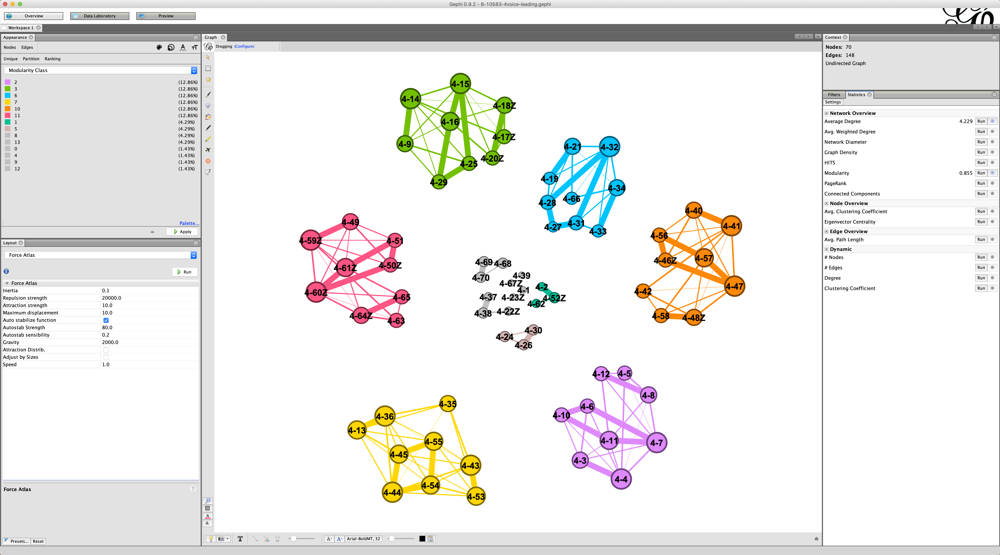 Gephi 0.9.2 - 8-10583-4voice-leading.gephi
Overview
Data Laboratory
Preview
Workspace 1
Appearance
Nodes Edges
Unique Partition Ranking
Modularity Class
2 (12.86%)
3 (12.86%)
6 (12.86%)
7 (12.86%)
10 (12.86%)
11 (12.86%)
1 (4.29%)
5 (4.29%)
8 (4.29%)
13 (4.29%)
0 (1.43%)
4 (1.43%)
9 (1.43%)
12 (1.43%)
Palette...
Apply
Layout
Force Atlas
Run
Force Atlas
Inertia 0.1
Repulsion strength 20000.0
Attraction strength 10.0
Maximum displacement 10.0
Auto stabilize function
Autostab Strength 80.0
Autostab sensibility 0.2
Gravity 2000.0
Attraction Distrib.
Adjust by Sizes
Speed 1.0
Force Atlas
Presets... Reset
Graph
Dragging (Configure)
4-15
4-14
4-18Z
4-16
4-17Z
4-9
4-20Z
4-25
4-29
4-21
4-32
4-19
4-34
4-66
4-28
4-31
4-27
4-33
4-40
4-41
4-56
4-57
4-46Z
4-47
4-42
4-58
4-48Z
4-49
4-59Z
4-51
4-50Z
4-61Z
4-60Z
4-65
4-64Z
4-63
4-69
4-68
4-70
4-39
4-67Z
4-1
4-2
4-37
4-23Z
4-52Z
4-62
4-38
4-22Z
4-30
4-24
4-26
4-12
4-5
4-8
4-6
4-10
4-11
4-7
4-3
4-4
4-35
4-36
4-13
4-55
4-45
4-43
4-54
4-44
4-53
Arial-BoldMT, 32
Context
Nodes: 70
Edges: 148
Undirected Graph
Filters
Statistics
Settings
Network Overview
Average Degree 4.229 Run
Avg. Weighted Degree Run
Network Diameter Run
Graph Density Run
HITS Run
Modularity 0.855 Run
PageRank Run
Connected Components Run
Node Overview
Avg. Clustering Coefficient Run
Eigenvector Centrality Run
Edge Overview
Avg. Path Length Run
Dynamic
# Nodes Run
# Edges Run
Degree Run
Clustering Coefficient Run